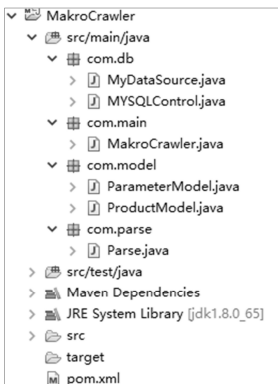 MakroCrawler
src/main/java
com.db
MyDataSource.java
MYSQLControl.java
com.main
MakroCrawler.java
com.model
ParameterModel.java
ProductModel.java
com.parse
Parse.java
src/test/java
Maven Dependencies
JRE System Library [jdk1.8.0_65]
src
target
pom.xml